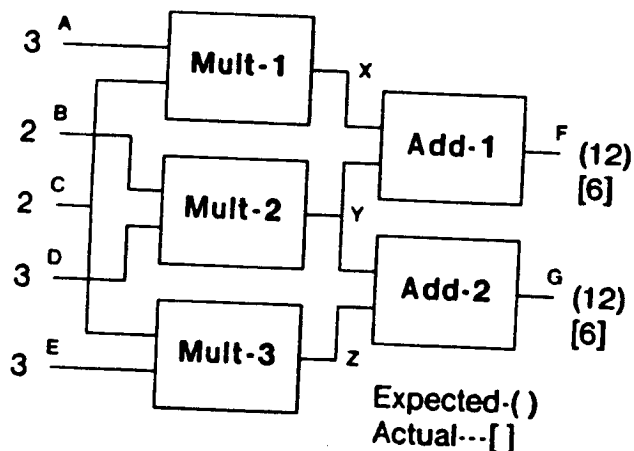 3 A
Mult-1
X
2 B
Add-1
F (12)
[6]
2 C
Mult-2
Y
3 D
Add-2
G (12)
[6]
Mult-3
3 E
Z
Expected-( )
Actual---[ ]